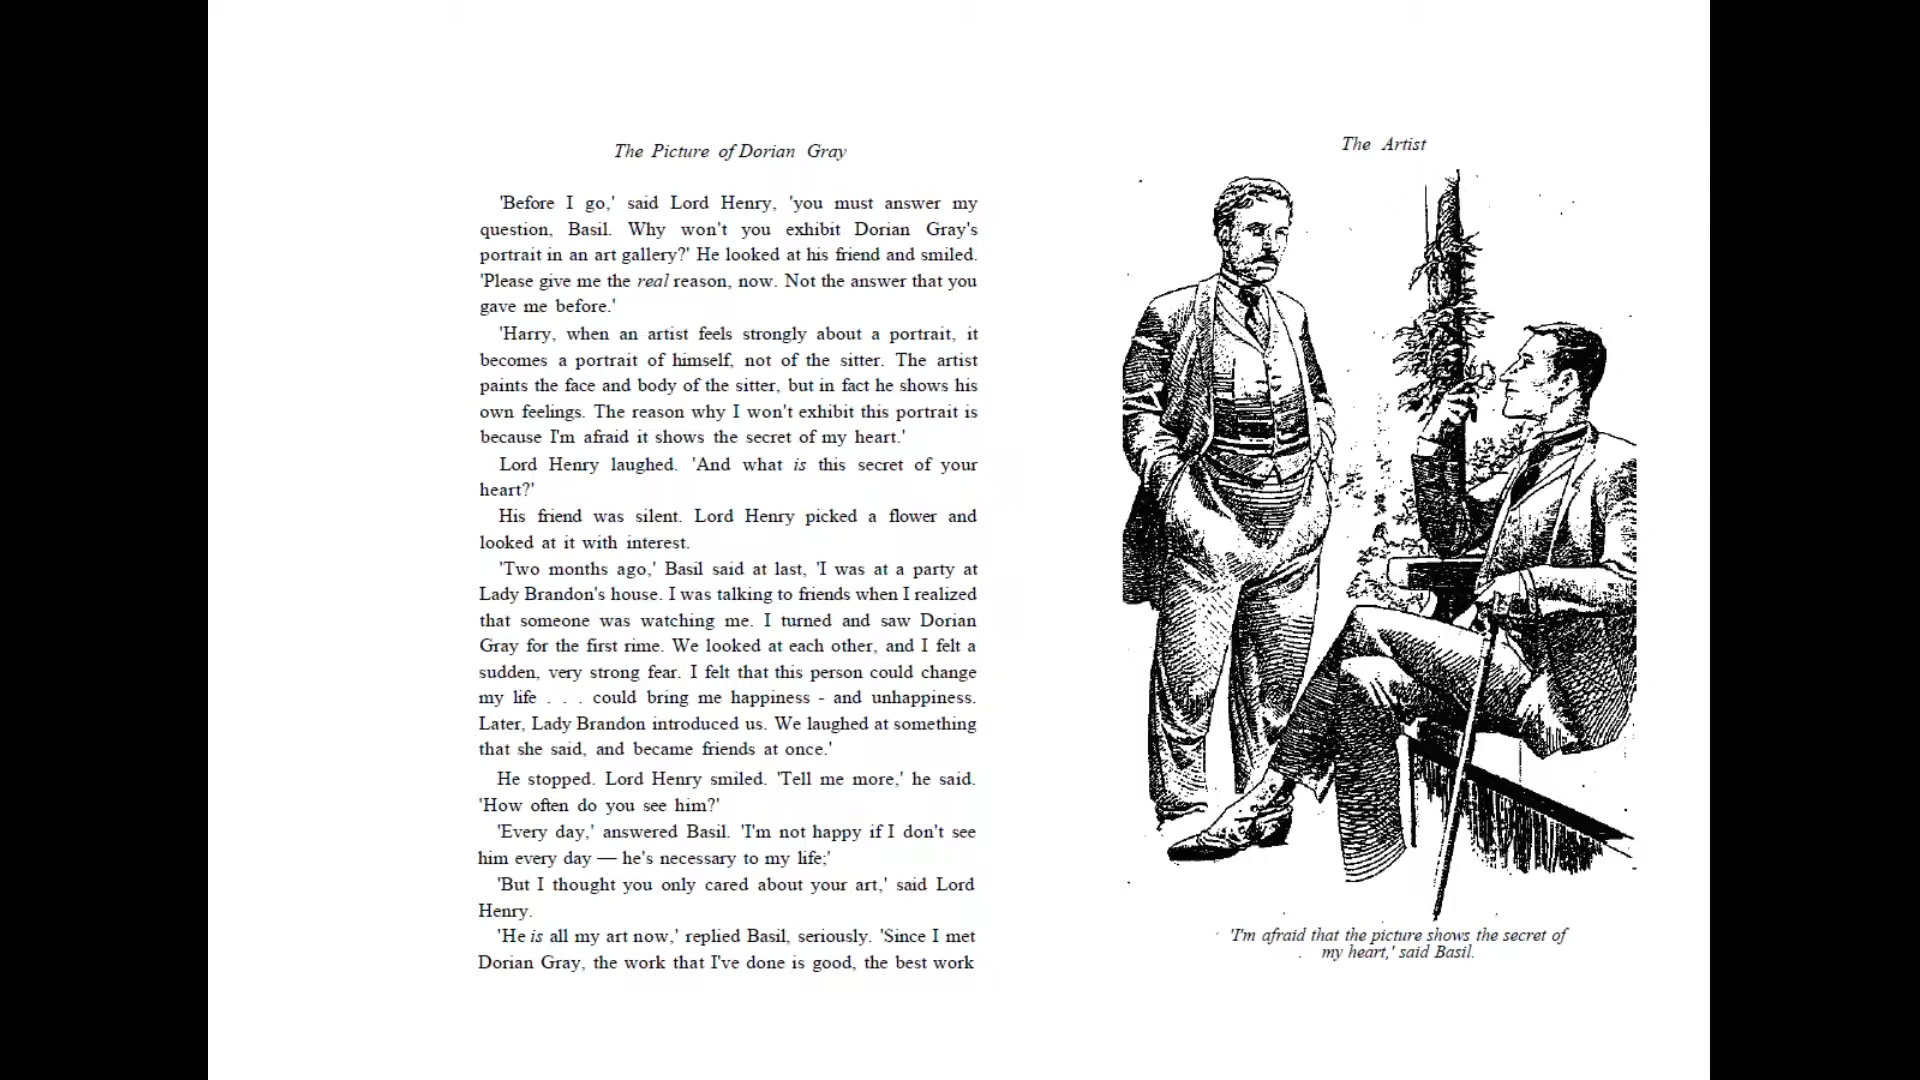 The Picture of Dorian Gray
'Before I go,' said Lord Henry, 'you must answer my
question, Basil. Why won't you exhibit Dorian Gray's
portrait in an art gallery?' He looked at his friend and smiled.
'Please give me the real reason, now. Not the answer that you
gave me before.'
'Harry, when an artist feels strongly about a portrait, it
becomes a portrait of himself, not of the sitter. The artist
paints the face and body of the sitter, but in fact he shows his
own feelings. The reason why I won't exhibit this portrait is
because I'm afraid it shows the secret of my heart.'
Lord Henry laughed. 'And what is this secret of your
heart?'
His friend was silent. Lord Henry picked a flower and
looked at it with interest.
'Two months ago,' Basil said at last, 'I was at a party at
Lady Brandon's house. I was talking to friends when I realized
that someone was watching me. I turned and saw Dorian
Gray for the first rime. We looked at each other, and I felt a
sudden, very strong fear. I felt that this person could change
my life . . . could bring me happiness - and unhappiness.
Later, Lady Brandon introduced us. We laughed at something
that she said, and became friends at once.'
He stopped. Lord Henry smiled. 'Tell me more,' he said.
'How often do you see him?'
'Every day,' answered Basil. 'I'm not happy if I don't see
him every day — he's necessary to my life;'
'But I thought you only cared about your art,' said Lord
Henry.
'He is all my art now,' replied Basil, seriously. 'Since I met
Dorian Gray, the work that I've done is good, the best work
The Artist
'I'm afraid that the picture shows the secret of
my heart,' said Basil.